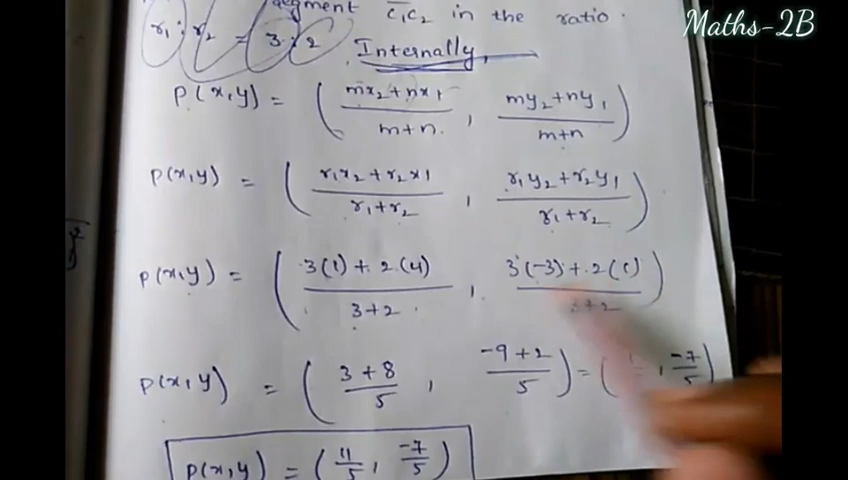 segment C₁C₂ in the ratio.
Maths-2B
r₁ : r₂ = 3 : 2 Internally,
P(x,y) = ( mx₂+nx₁ / m+n , my₂+ny₁ / m+n )
P(x,y) = ( r₁x₂+r₂x₁ / r₁+r₂ , r₁y₂+r₂y₁ / r₁+r₂ )
P(x,y) = ( 3(1)+2(4) / 3+2 , 3(-3)+2(1) / 3+2 )
P(x,y) = ( 3+8 / 5 , -9+2 / 5 ) = ( , -7/5 )
P(x,y) = ( 11/5 , -7/5 )